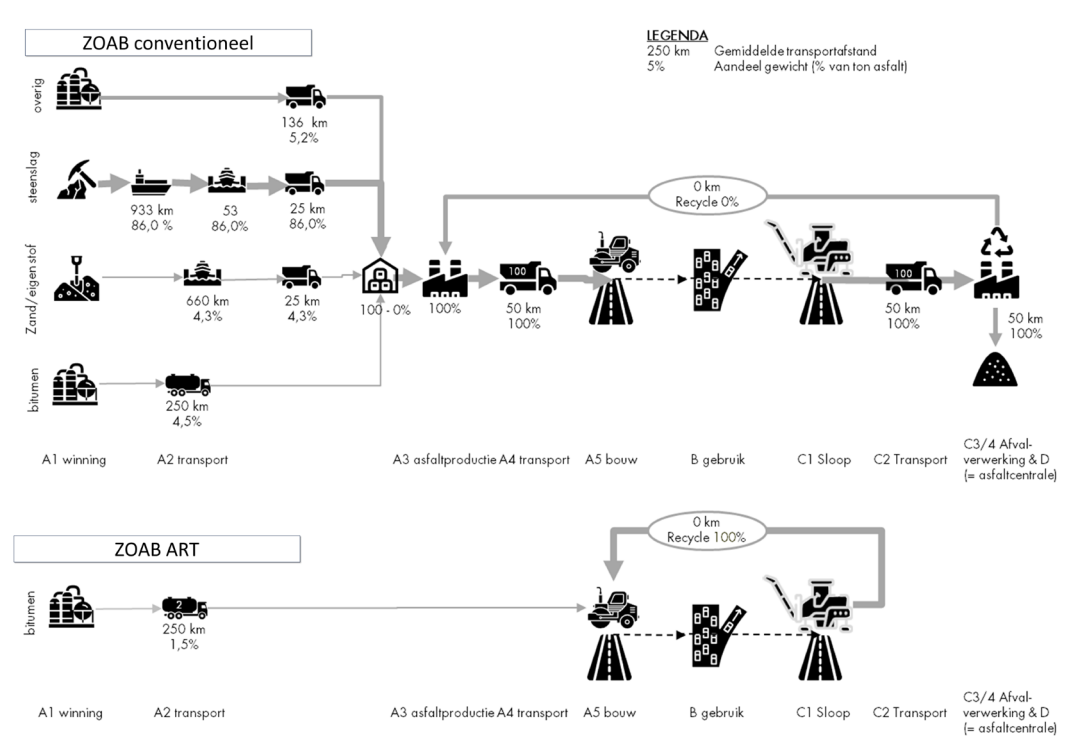 ZOAB conventioneel
LEGENDA
250 km Gemiddelde transportafstand
5% Aandeel gewicht (% van ton asfalt)
overig
136 km
5,2%
steenslag
933 km
86,0 %
53
86,0%
25 km
86,0%
0 km
Recycle 0%
Zand/eigen stof
660 km
4,3%
25 km
4,3%
100 - 0%
100%
100
50 km
100%
100
50 km
100%
50 km
100%
bitumen
250 km
4,5%
A1 winning
A2 transport
A3 asfaltproductie
A4 transport
A5 bouw
B gebruik
C1 Sloop
C2 Transport
C3/4 Afval-
verwerking & D
(= asfaltcentrale)
ZOAB ART
0 km
Recycle 100%
bitumen
2
250 km
1,5%
A1 winning
A2 transport
A3 asfaltproductie
A4 transport
A5 bouw
B gebruik
C1 Sloop
C2 Transport
C3/4 Afval-
verwerking & D
(= asfaltcentrale)